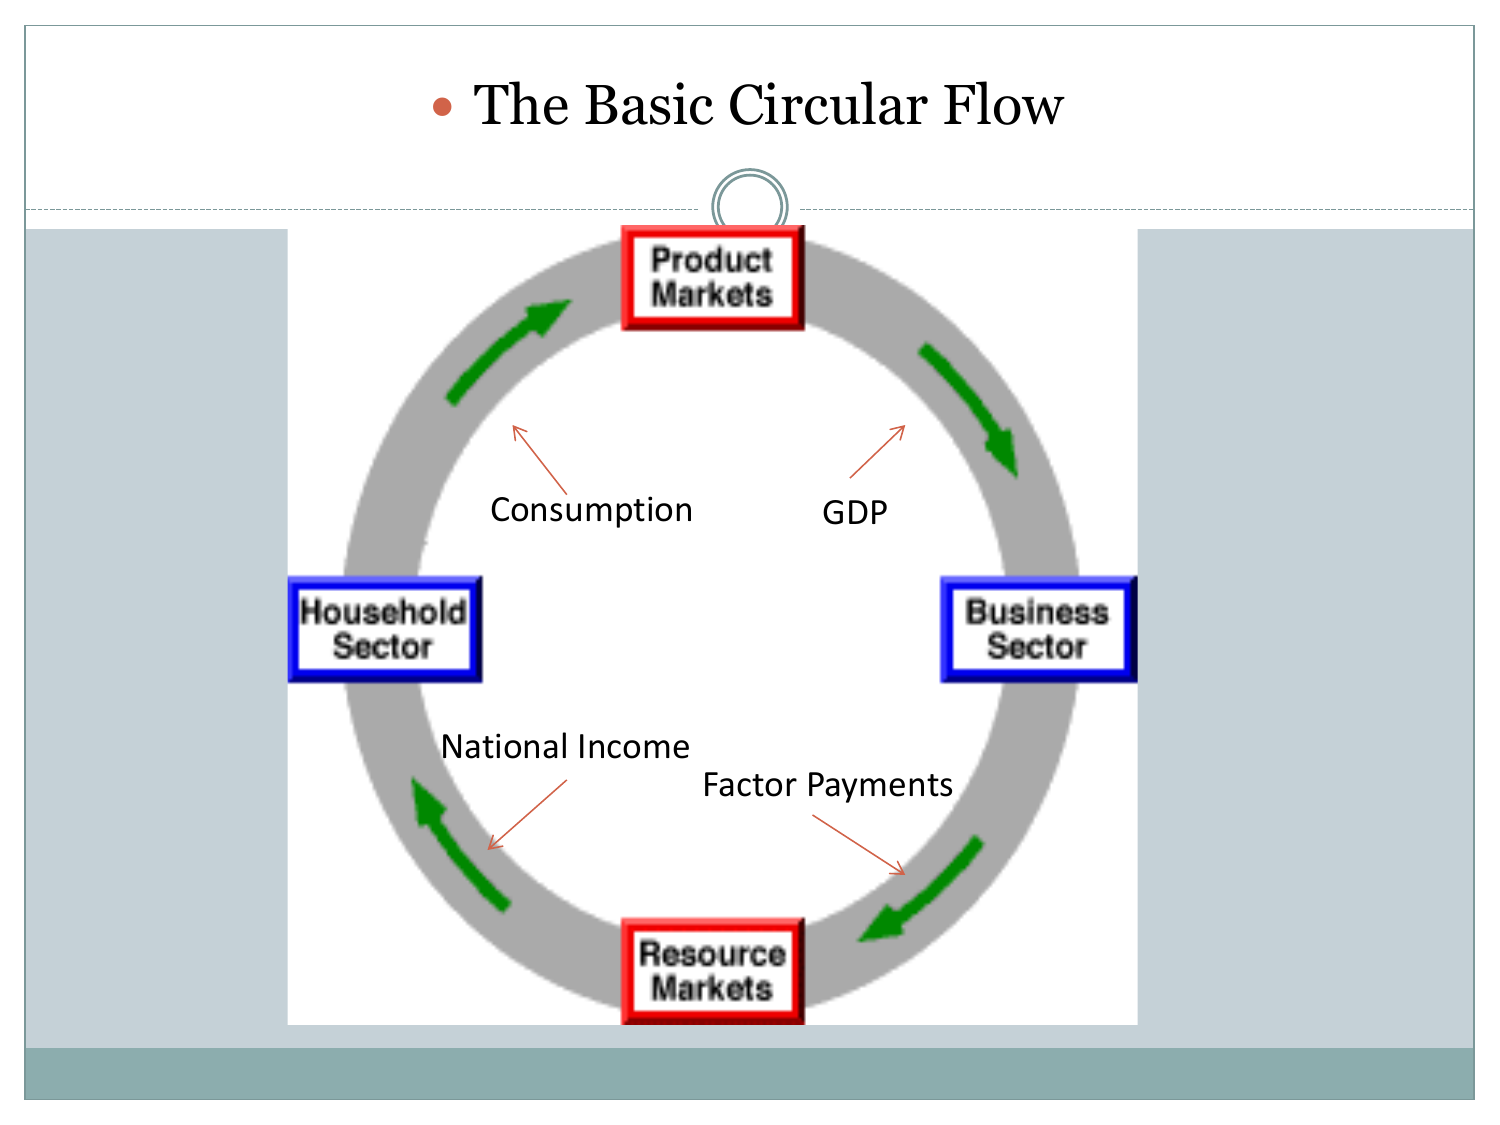 • The Basic Circular Flow
Product
Markets
Consumption
GDP
Household
Sector
Business
Sector
National Income
Factor Payments
Resource
Markets